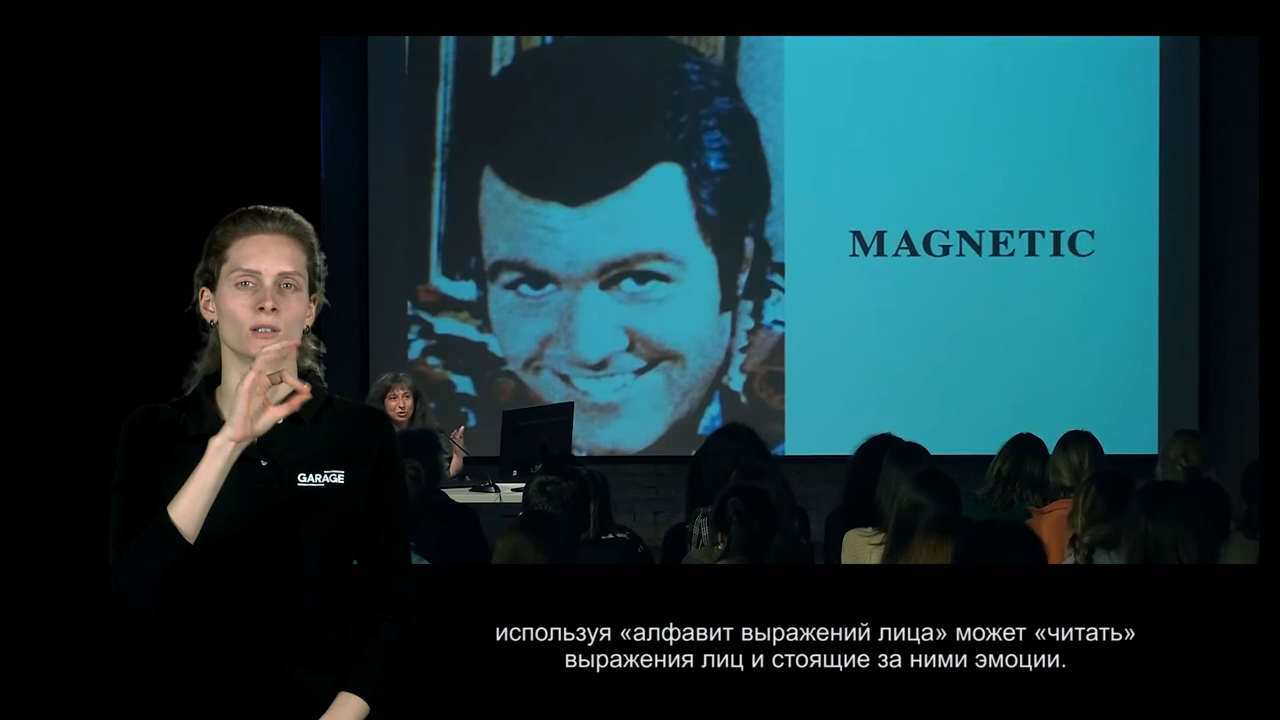 MAGNETIC
GARAGE
используя «алфавит выражений лица» может «читать»
выражения лиц и стоящие за ними эмоции.